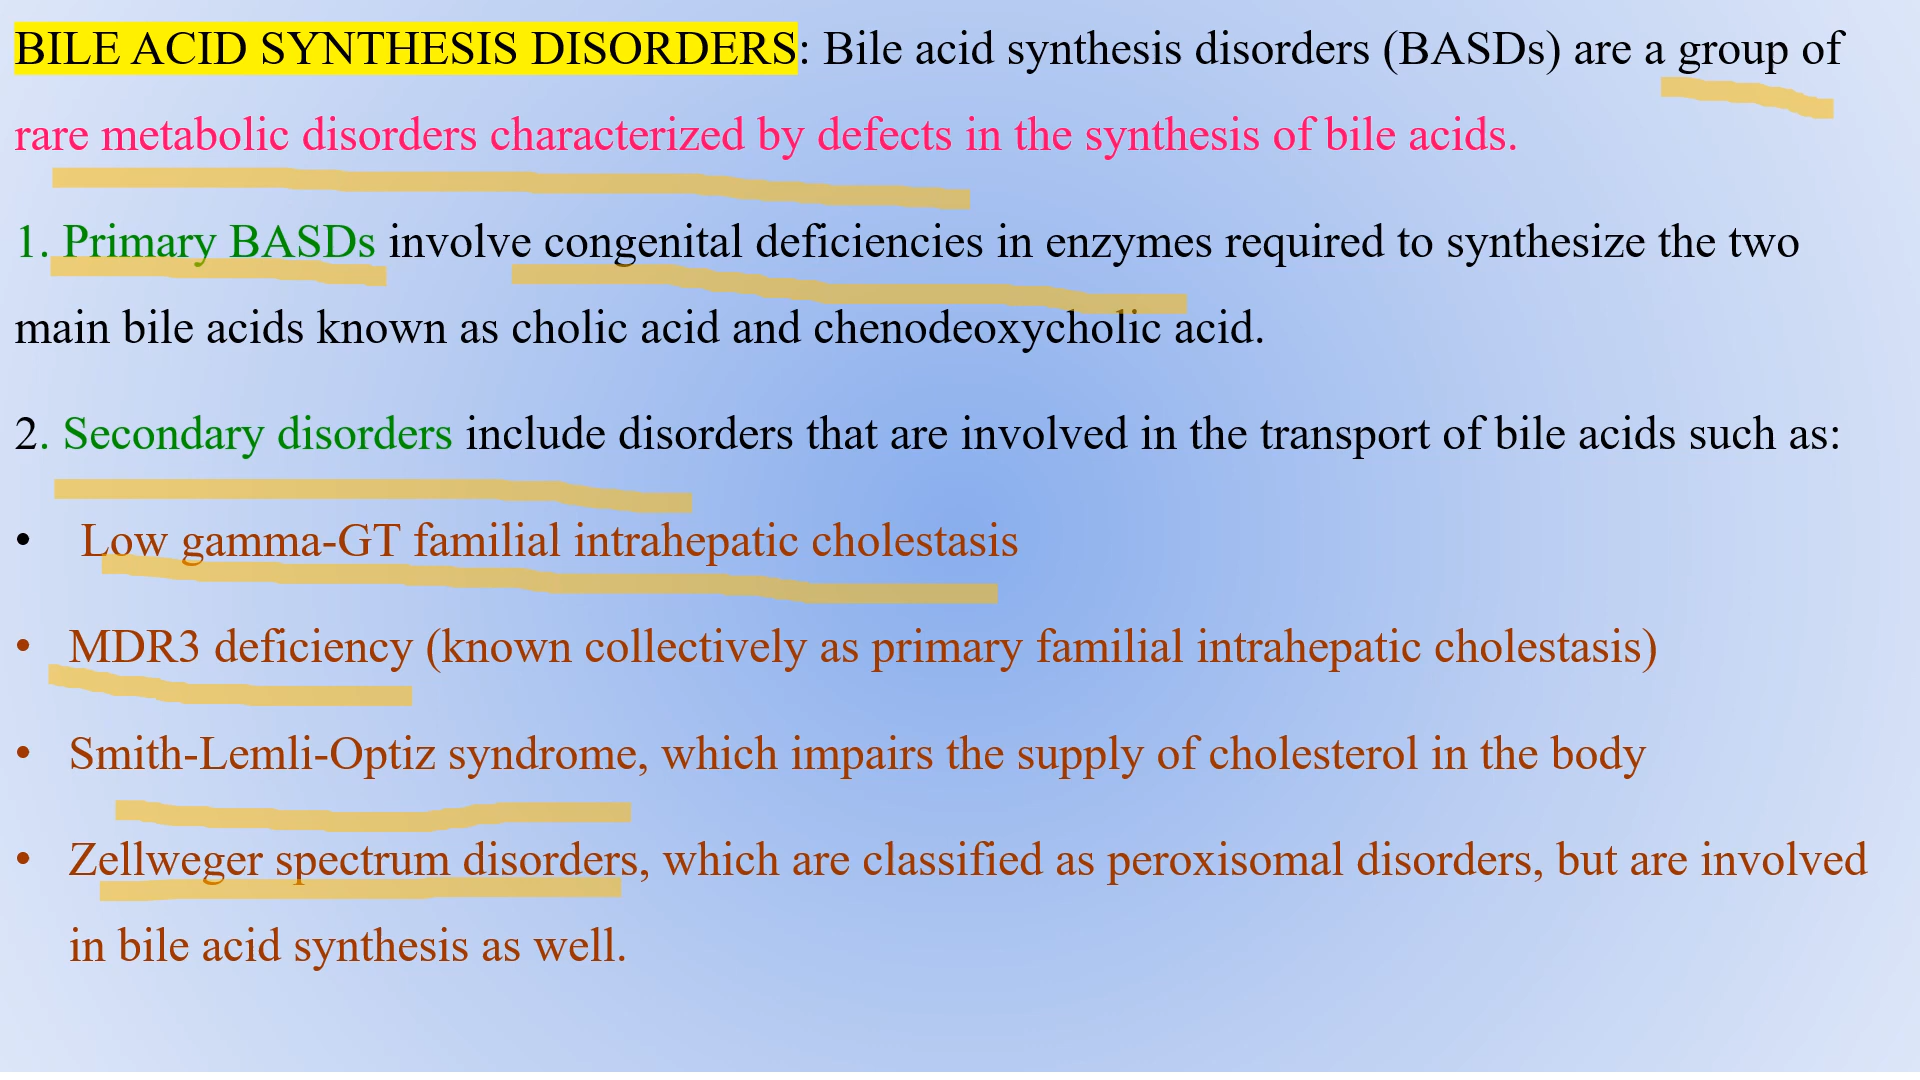 BILE ACID SYNTHESIS DISORDERS: Bile acid synthesis disorders (BASDs) are a group of
rare metabolic disorders characterized by defects in the synthesis of bile acids.
1. Primary BASDs involve congenital deficiencies in enzymes required to synthesize the two
main bile acids known as cholic acid and chenodeoxycholic acid.
2. Secondary disorders include disorders that are involved in the transport of bile acids such as:
• Low gamma-GT familial intrahepatic cholestasis
• MDR3 deficiency (known collectively as primary familial intrahepatic cholestasis)
• Smith-Lemli-Optiz syndrome, which impairs the supply of cholesterol in the body
• Zellweger spectrum disorders, which are classified as peroxisomal disorders, but are involved
in bile acid synthesis as well.